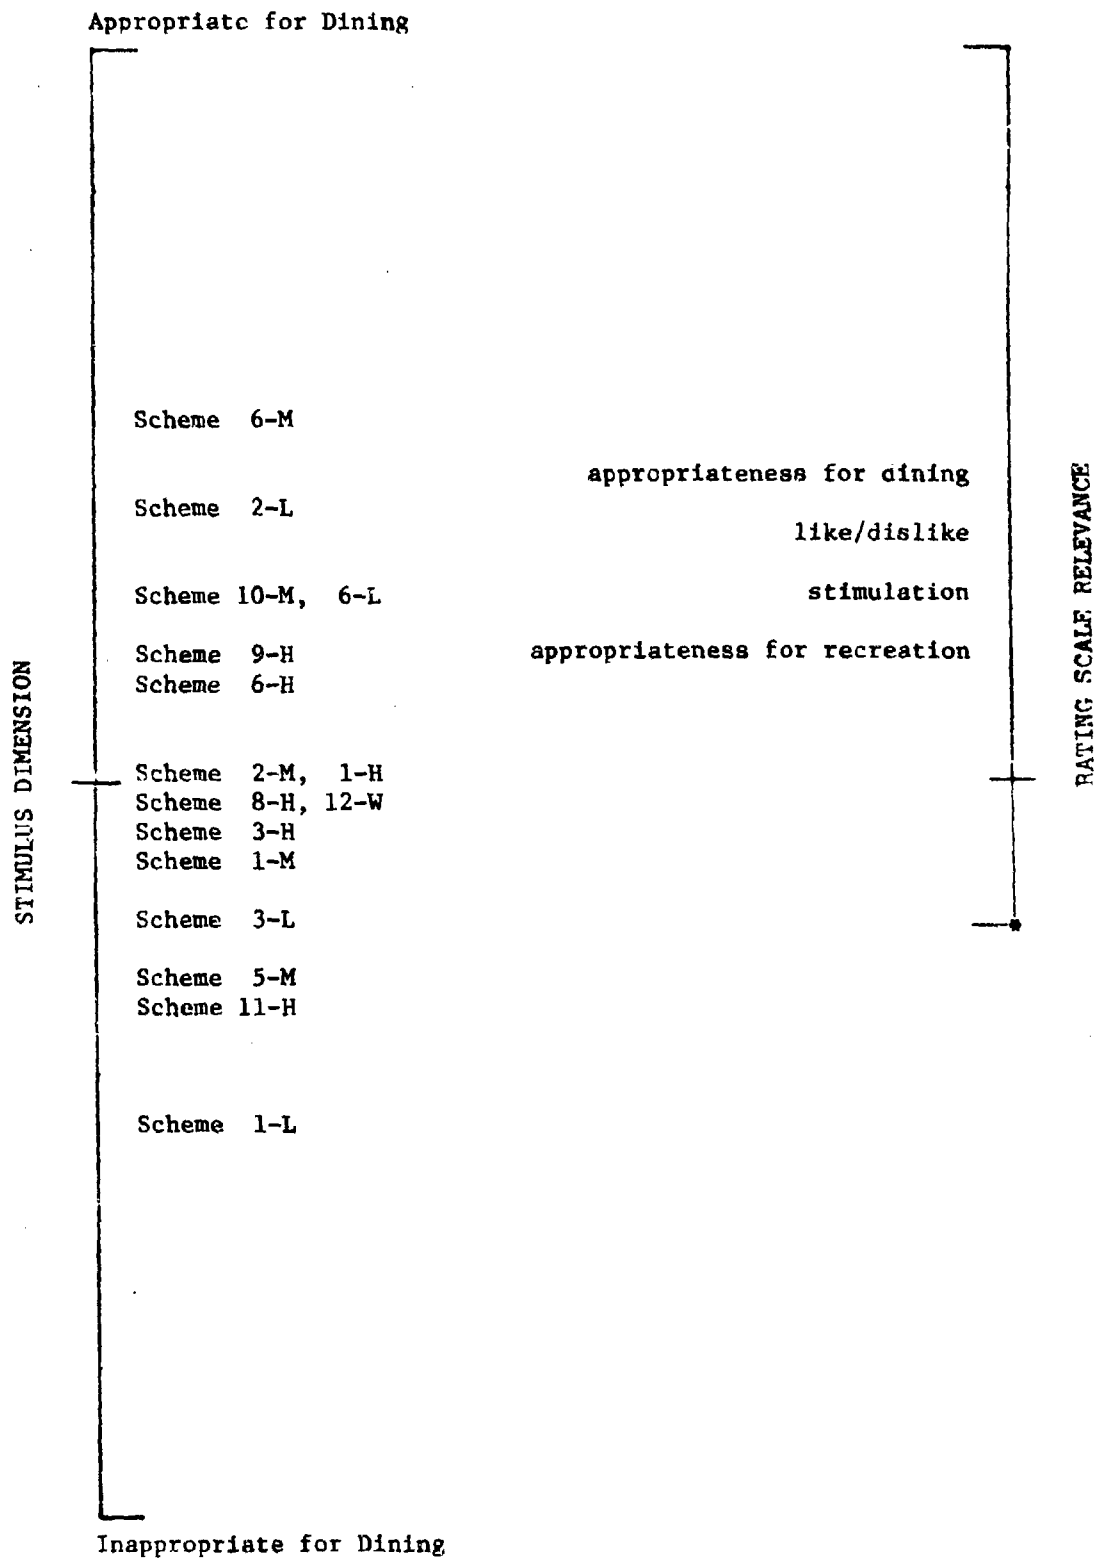 Appropriate for Dining
Scheme 6-M
appropriateness for dining
Scheme 2-L
like/dislike
Scheme 10-M, 6-L
stimulation
Scheme 9-H
appropriateness for recreation
Scheme 6-H
Scheme 2-M, 1-H
Scheme 8-H, 12-W
Scheme 3-H
Scheme 1-M
Scheme 3-L
*
Scheme 5-M
Scheme 11-H
Scheme 1-L
Inappropriate for Dining
STIMULUS DIMENSION
RATING SCALE RELEVANCE